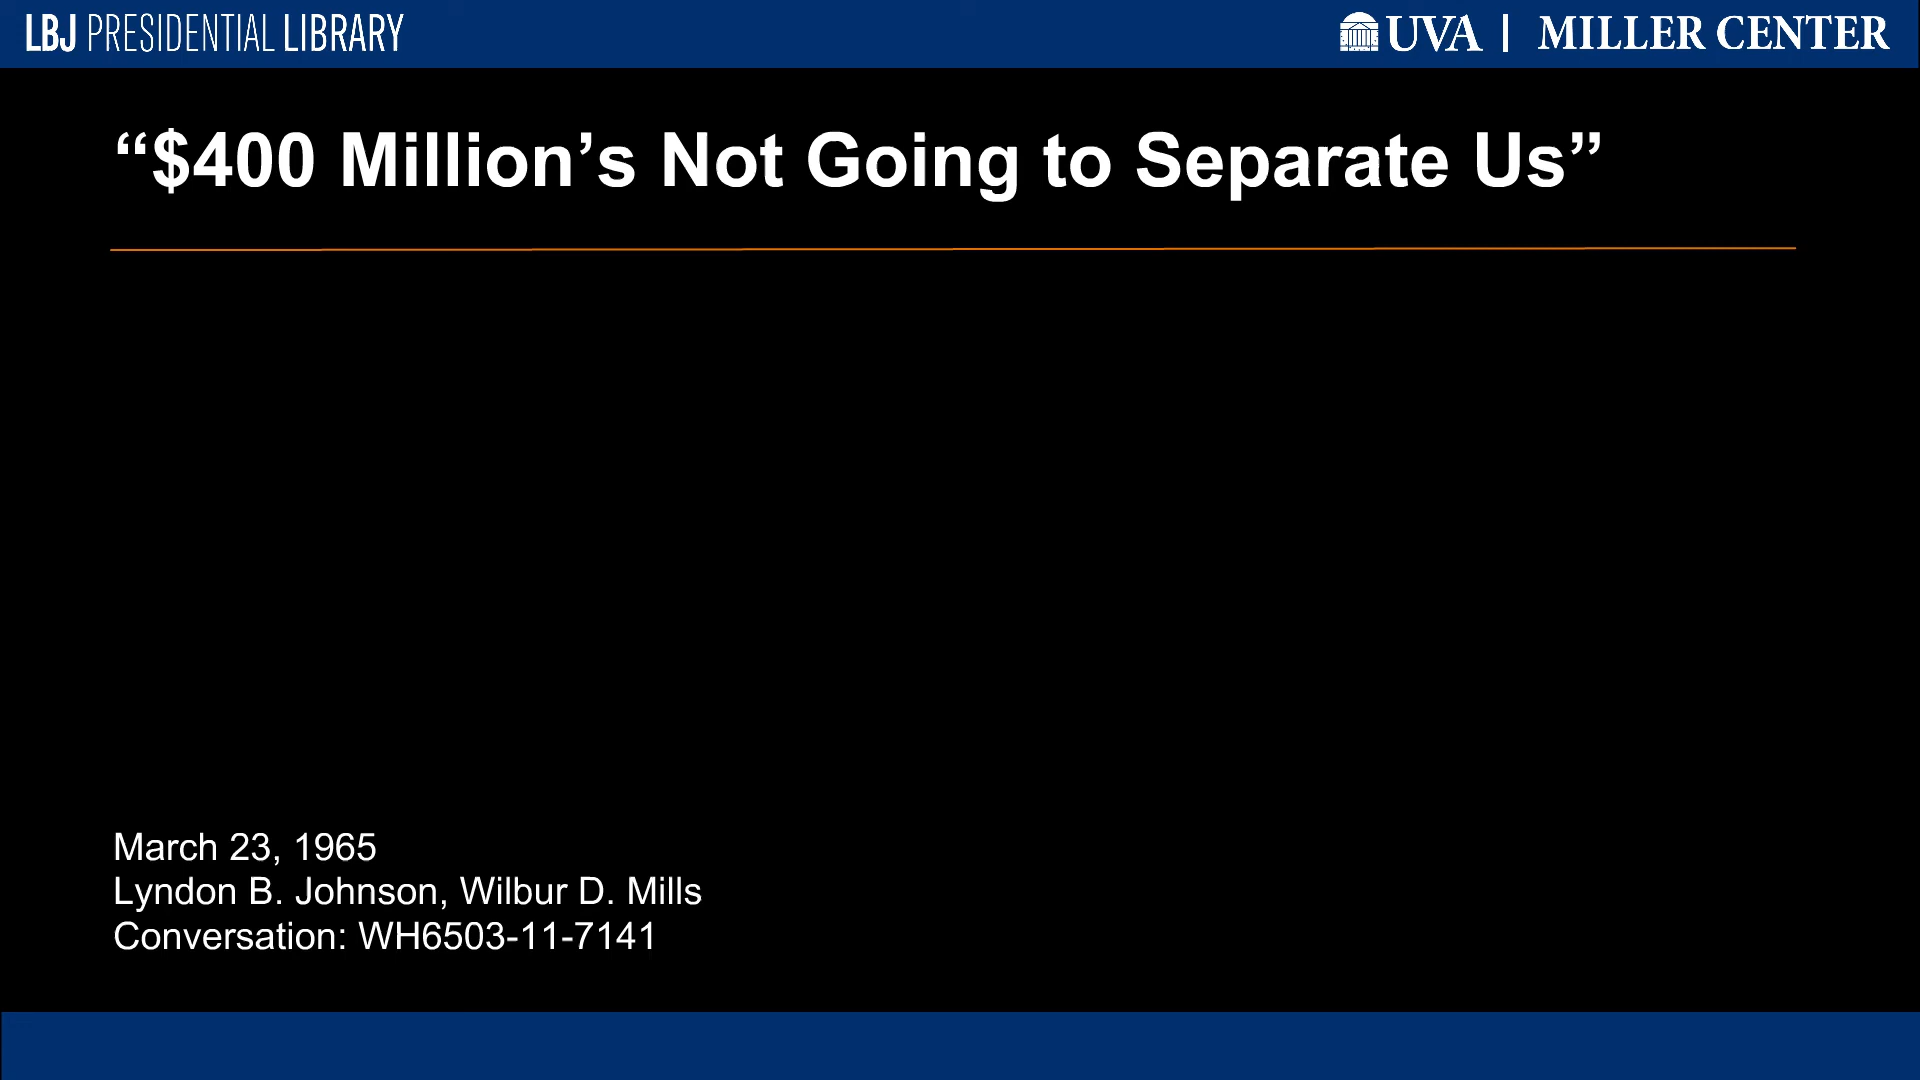 LBJ PRESIDENTIAL LIBRARY
UVA | MILLER CENTER
“$400 Million’s Not Going to Separate Us”
March 23, 1965
Lyndon B. Johnson, Wilbur D. Mills
Conversation: WH6503-11-7141